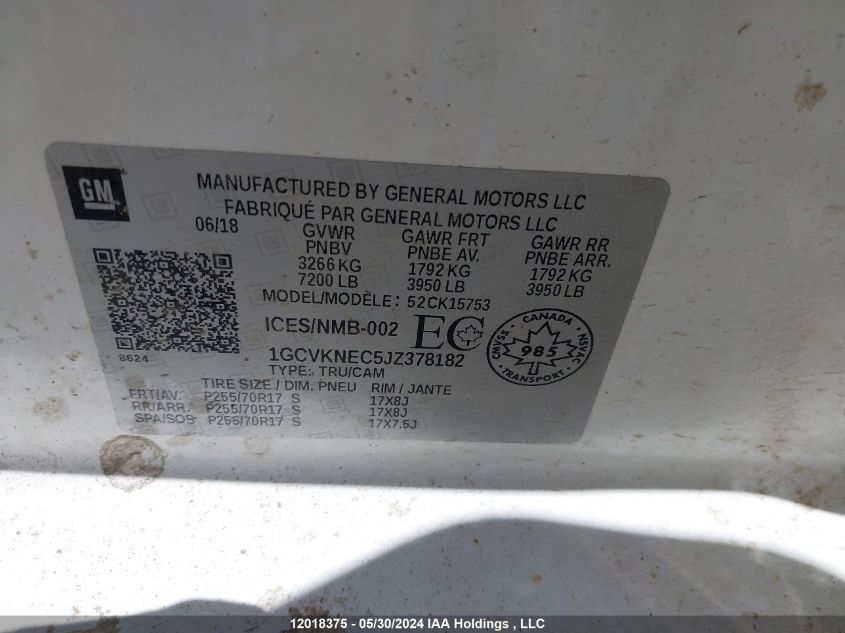 GM
MANUFACTURED BY GENERAL MOTORS LLC
FABRIQUÉ PAR GENERAL MOTORS LLC
06/18
GVWR GAWR FRT GAWR RR
PNBV PNBE AV. PNBE ARR.
3266 KG 1792 KG 1792 KG
7200 LB 3950 LB 3950 LB
MODEL/MODÈLE: 52CK15753
ICES/NMB-002 EC
CANADA
CMVSS 985 NSVAC
TRANSPORT
8624
1GCVKNEC5JZ378182
TYPE: TRU/CAM
TIRE SIZE / DIM. PNEU RIM / JANTE
FRT/AV. P255/70R17 S 17X8J
RR/ARR. P255/70R17 S 17X8J
SPA/SOS P255/70R17 S 17X7.5J
12018375 - 05/30/2024 IAA Holdings , LLC